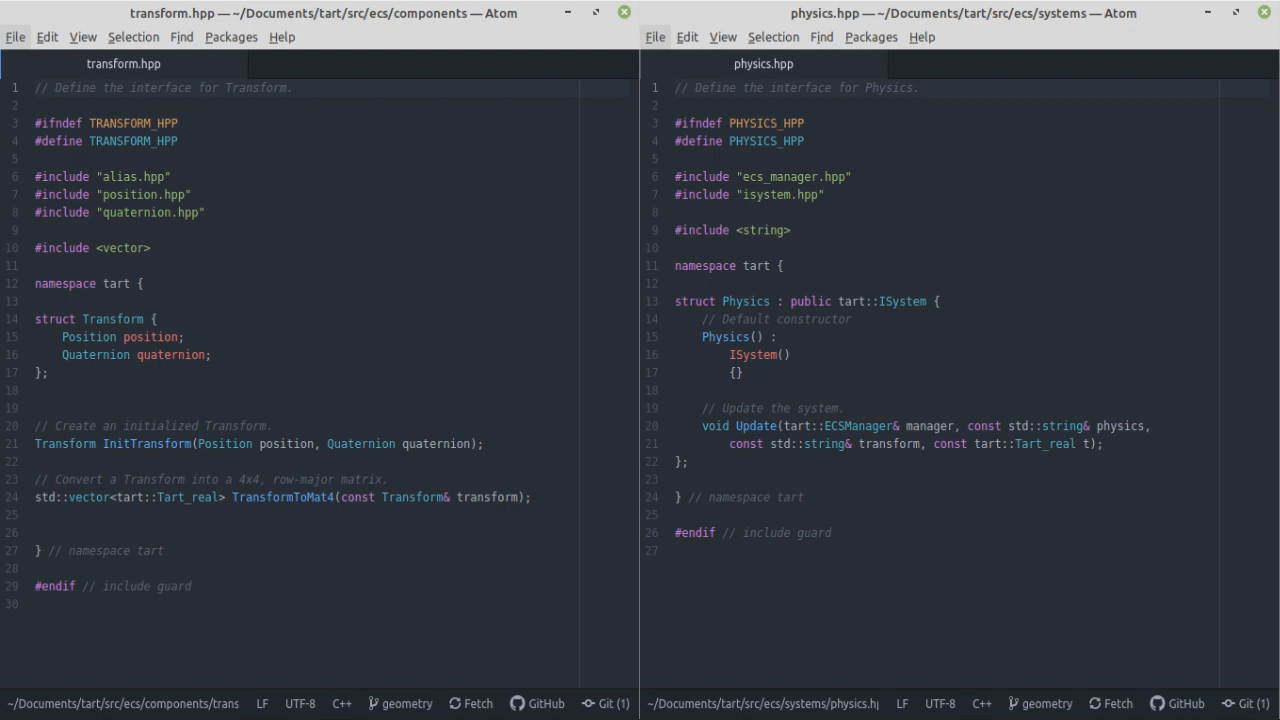 transform.hpp — ~/Documents/tart/src/ecs/components — Atom
File Edit View Selection Find Packages Help
transform.hpp
1 // Define the interface for Transform.
2
3 #ifndef TRANSFORM_HPP
4 #define TRANSFORM_HPP
5
6 #include "alias.hpp"
7 #include "position.hpp"
8 #include "quaternion.hpp"
9
10 #include <vector>
11
12 namespace tart {
13
14 struct Transform {
15     Position position;
16     Quaternion quaternion;
17 };
18
19
20 // Create an initialized Transform.
21 Transform InitTransform(Position position, Quaternion quaternion);
22
23 // Convert a Transform into a 4x4, row-major matrix.
24 std::vector<tart::Tart_real> TransformToMat4(const Transform& transform);
25
26
27 } // namespace tart
28
29 #endif // include guard
30
~/Documents/tart/src/ecs/components/trans LF UTF-8 C++ geometry Fetch GitHub Git (1)
physics.hpp — ~/Documents/tart/src/ecs/systems — Atom
File Edit View Selection Find Packages Help
physics.hpp
1 // Define the interface for Physics.
2
3 #ifndef PHYSICS_HPP
4 #define PHYSICS_HPP
5
6 #include "ecs_manager.hpp"
7 #include "isystem.hpp"
8
9 #include <string>
10
11 namespace tart {
12
13 struct Physics : public tart::ISystem {
14     // Default constructor
15     Physics() :
16         ISystem()
17         {}
18
19     // Update the system.
20     void Update(tart::ECSManager& manager, const std::string& physics,
21         const std::string& transform, const tart::Tart_real t);
22 };
23
24 } // namespace tart
25
26 #endif // include guard
27
~/Documents/tart/src/ecs/systems/physics.hp LF UTF-8 C++ geometry Fetch GitHub Git (1)